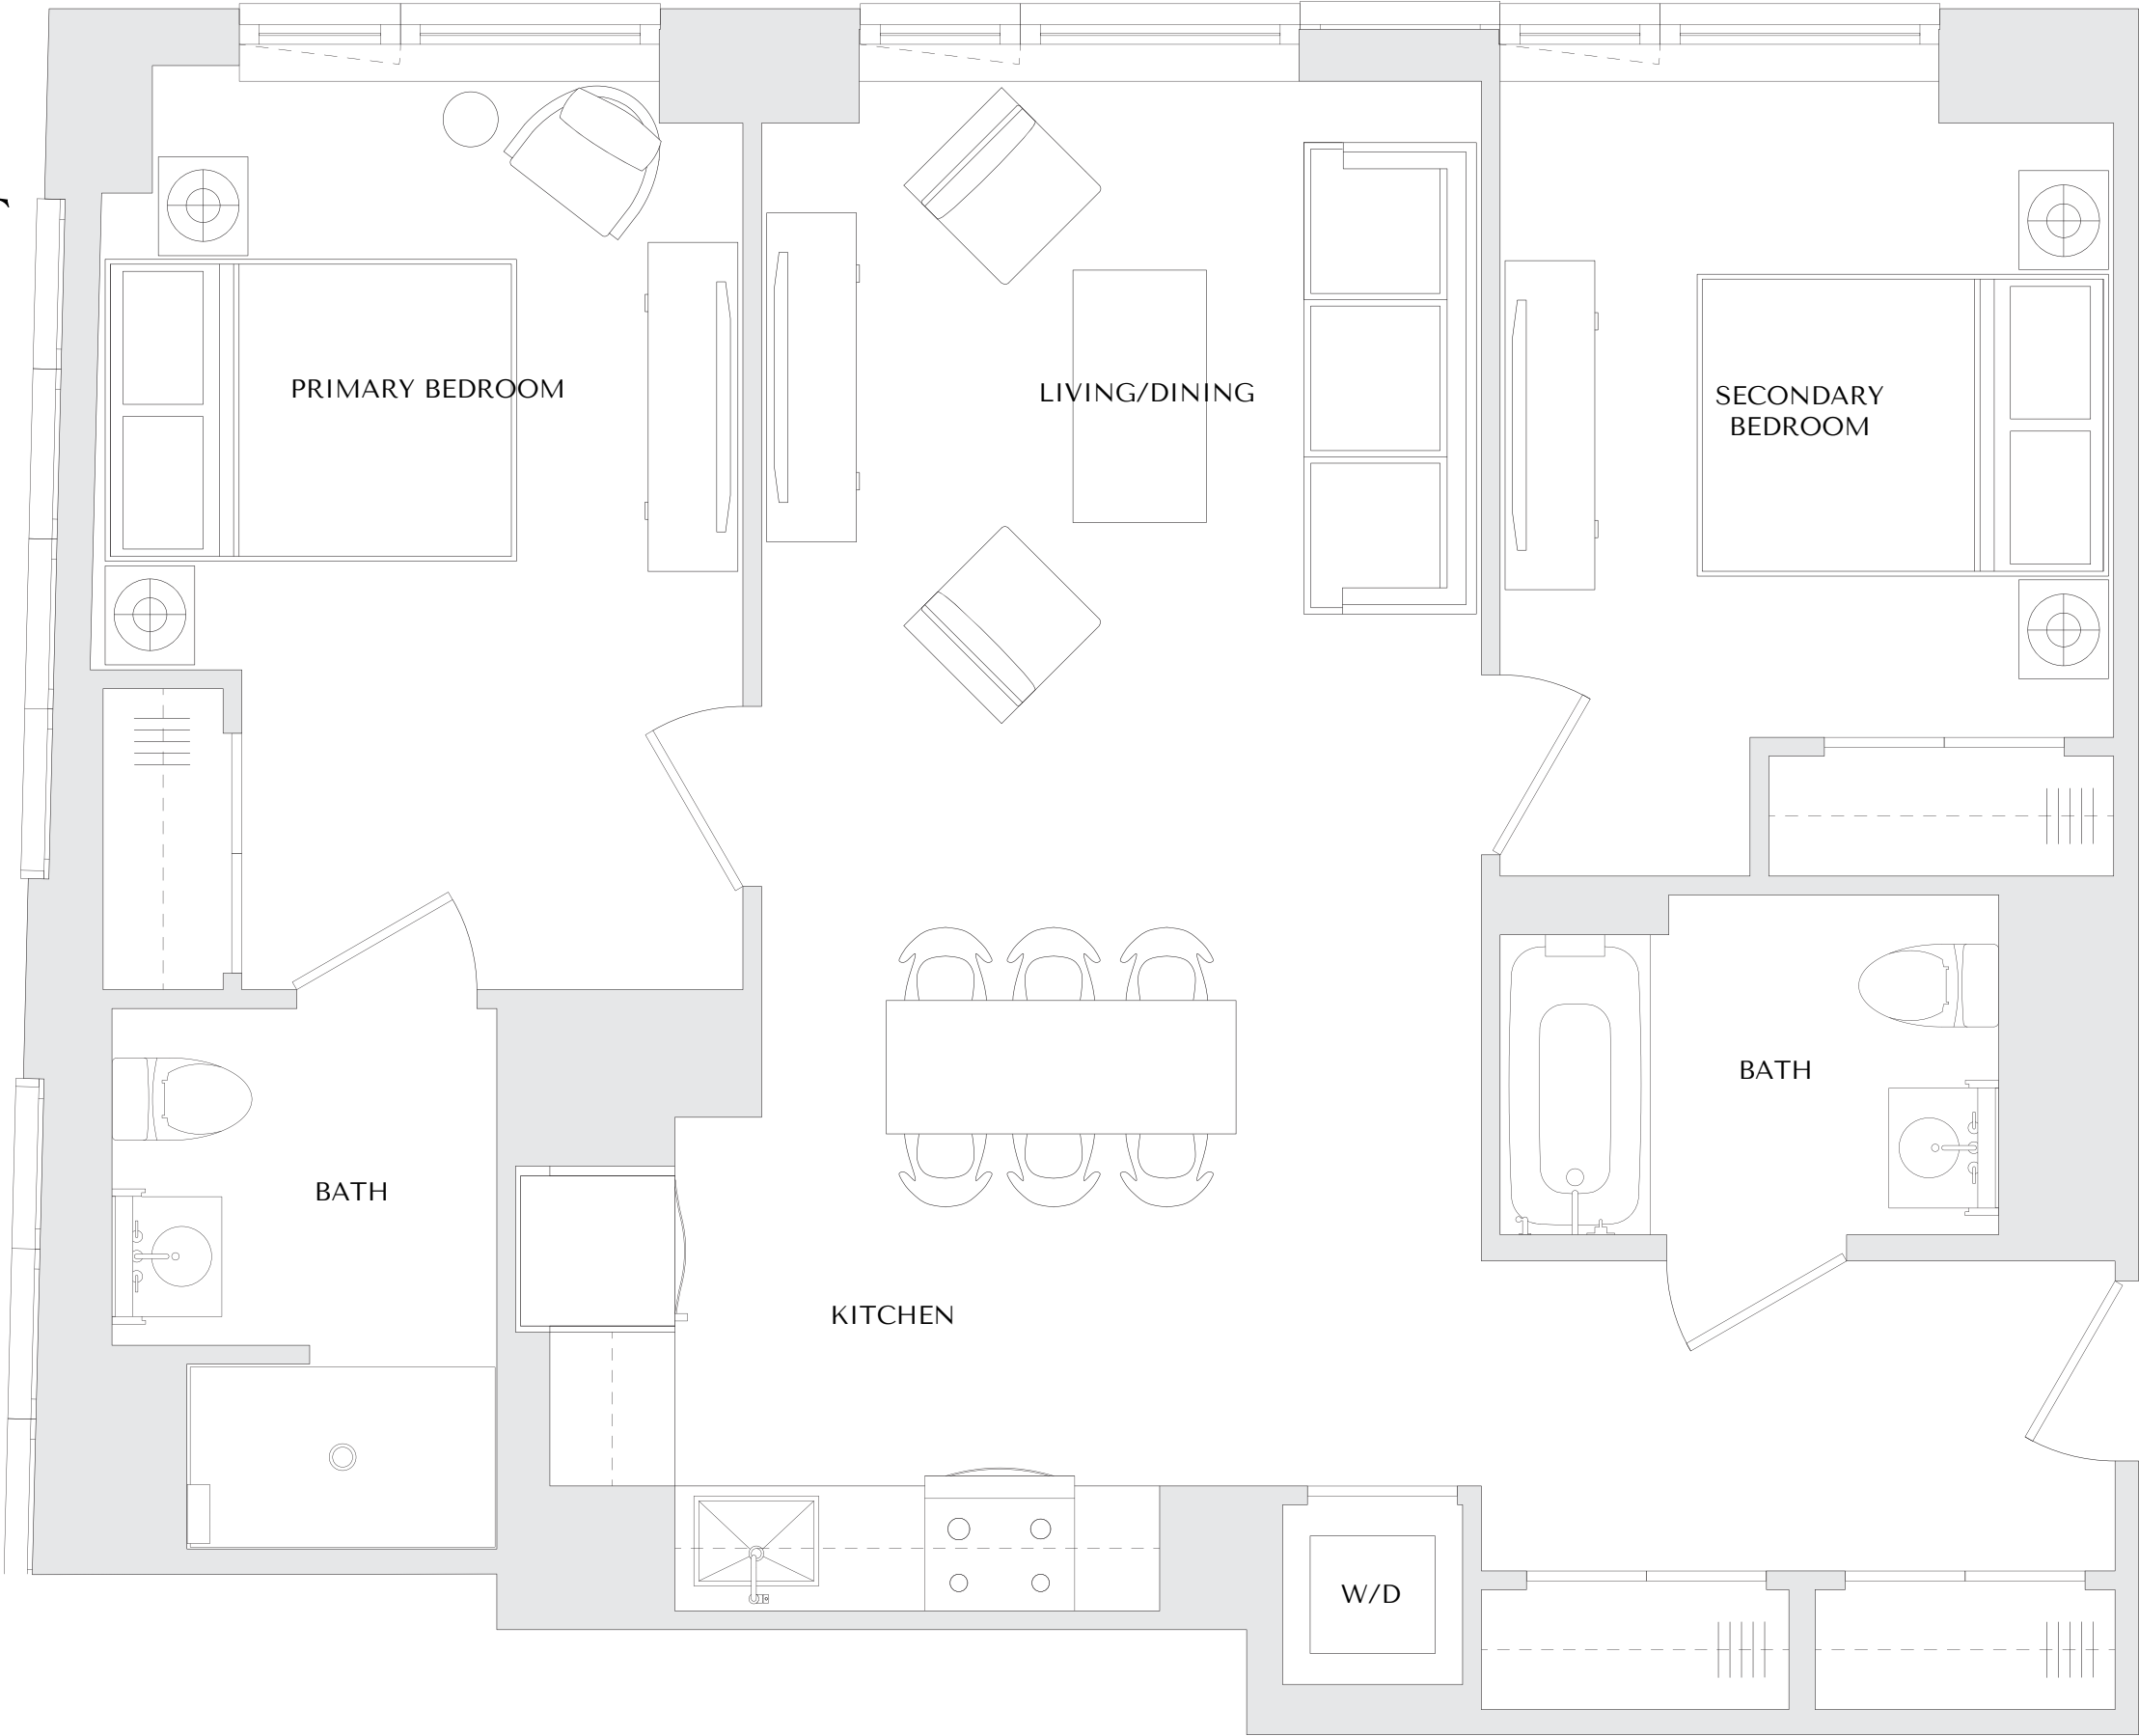 PRIMARY BEDROOM
LIVING/DINING
SECONDARY
BEDROOM
BATH
BATH
KITCHEN
W/D